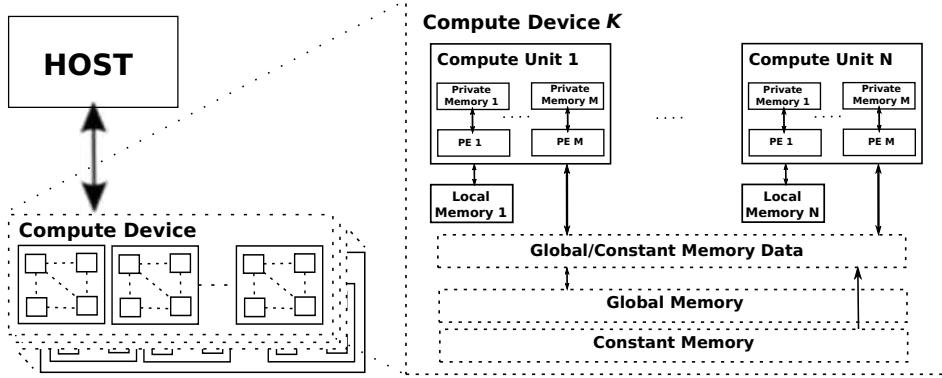 HOST
Compute Device
Compute Device K
Compute Unit 1
Private
Memory 1
Private
Memory M
PE 1
PE M
Local
Memory 1
Compute Unit N
Private
Memory 1
Private
Memory M
PE 1
PE M
Local
Memory N
Global/Constant Memory Data
Global Memory
Constant Memory